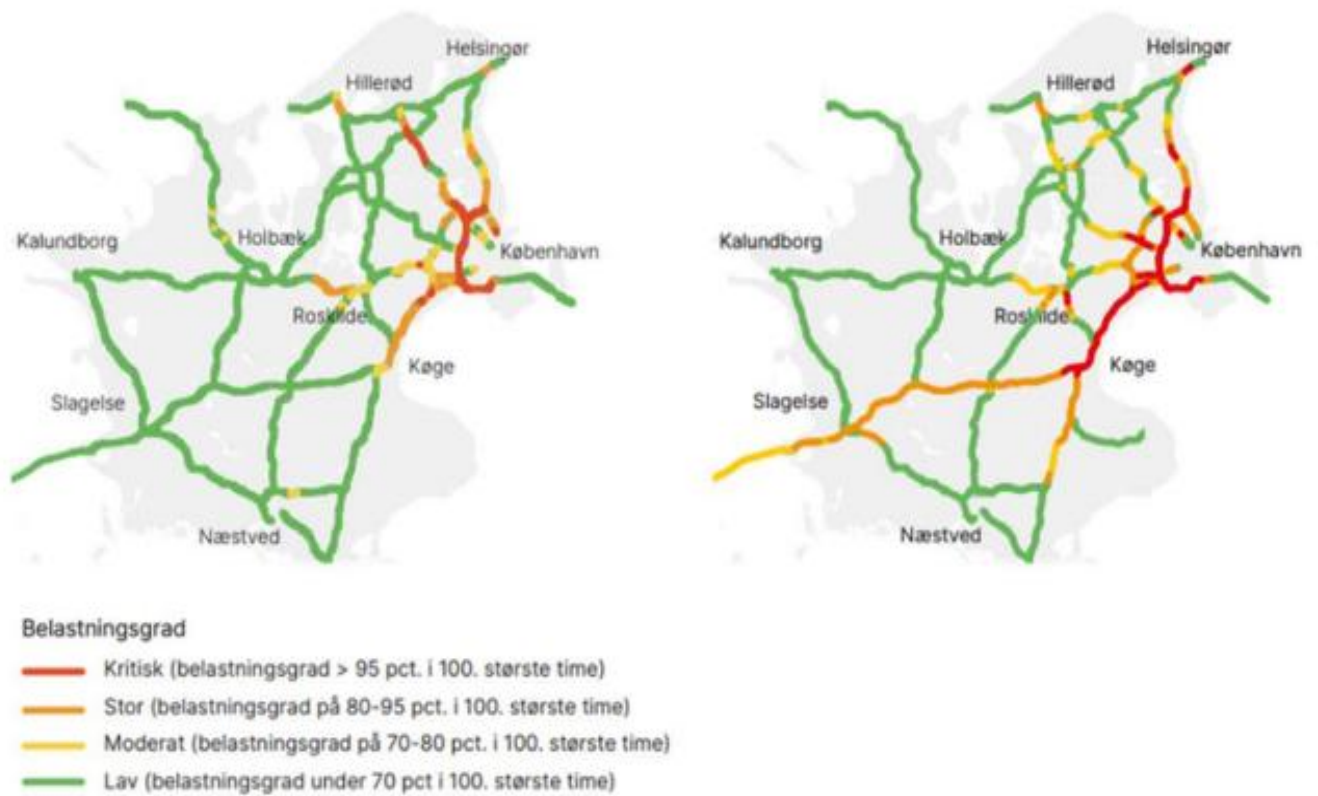 Helsingør
Hillerød
Kalundborg
Holbæk
København
Roskilde
Køge
Slagelse
Næstved
Helsingør
Hillerød
Kalundborg
Holbæk
København
Roskilde
Køge
Slagelse
Næstved
Belastningsgrad
Kritisk (belastningsgrad > 95 pct. i 100. største time)
Stor (belastningsgrad på 80-95 pct. i 100. største time)
Moderat (belastningsgrad på 70-80 pct. i 100. største time)
Lav (belastningsgrad under 70 pct i 100. største time)